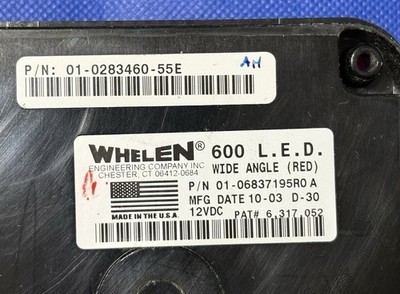 P/N: 01-0283460-55E
AH
WHELEN® 600 L.E.D.
ENGINEERING COMPANY INC
CHESTER, CT 06412-0684
WIDE ANGLE (RED)
P/N 01-06837195R0 A
MFG DATE 10-03 D-30
MADE IN THE U.S.A
12VDC PAT# 6,317,052